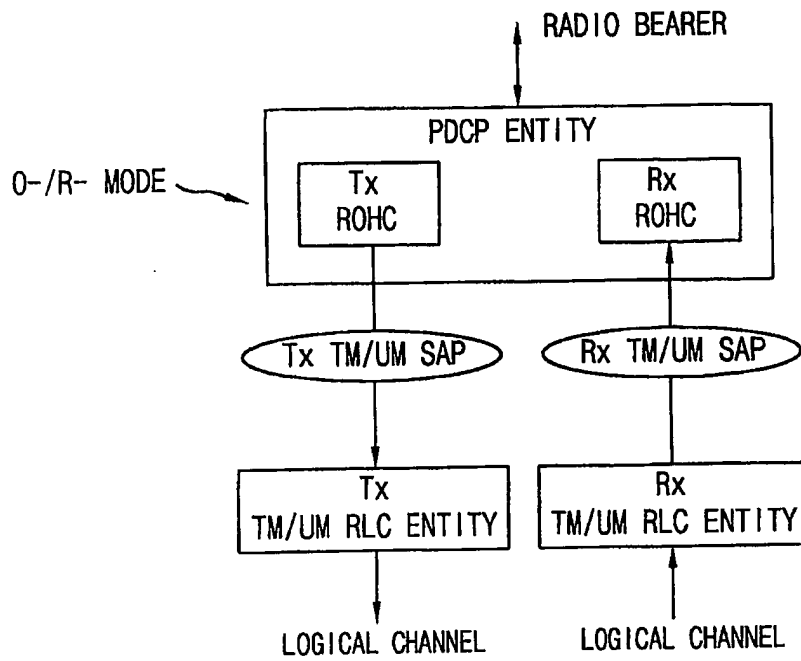 RADIO BEARER
PDCP ENTITY
O-/R- MODE
Tx
ROHC
Rx
ROHC
Tx TM/UM SAP
Rx TM/UM SAP
Tx
TM/UM RLC ENTITY
Rx
TM/UM RLC ENTITY
LOGICAL CHANNEL
LOGICAL CHANNEL